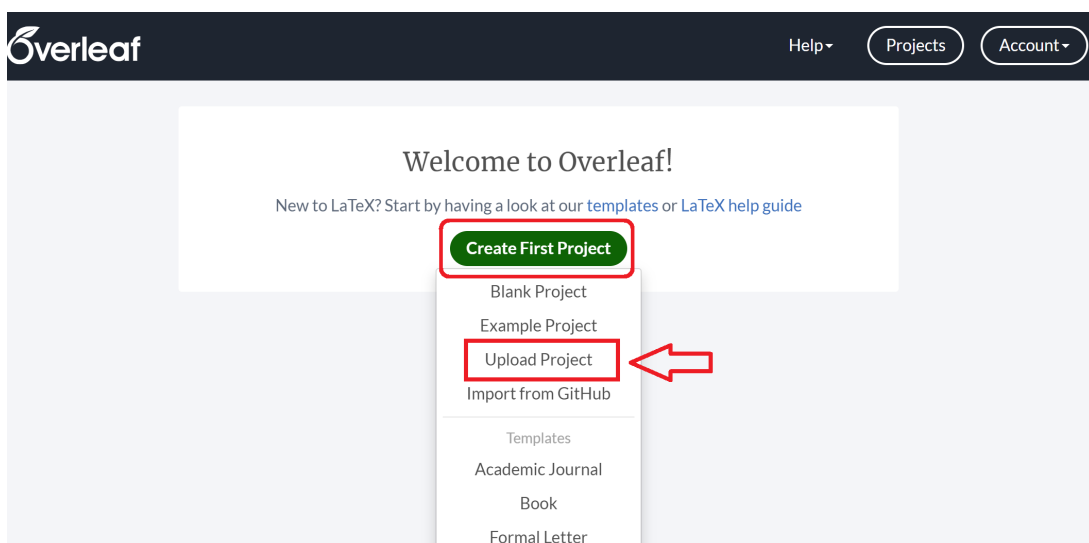 Overleaf
Help
Projects
Account
Welcome to Overleaf!
New to LaTeX? Start by having a look at our templates or LaTeX help guide
Create First Project
Blank Project
Example Project
Upload Project
Import from GitHub
Templates
Academic Journal
Book
Formal Letter